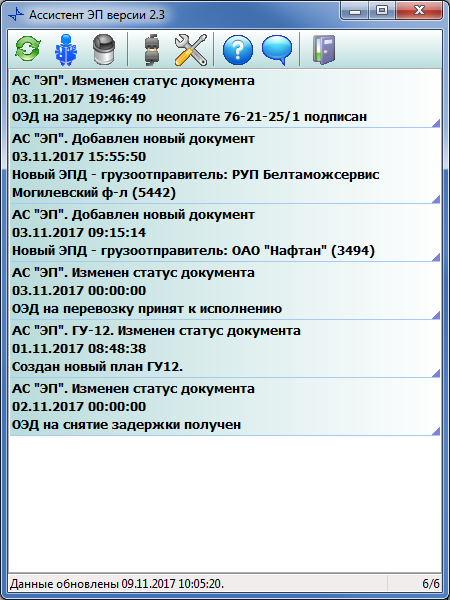 Ассистент ЭП версии 2.3
АС "ЭП". Изменен статус документа
03.11.2017 19:46:49
ОЭД на задержку по неоплате 76-21-25/1 подписан
АС "ЭП". Добавлен новый документ
03.11.2017 15:55:50
Новый ЭПД - грузоотправитель: РУП Белтаможсервис
Могилевский ф-л (5442)
АС "ЭП". Добавлен новый документ
03.11.2017 09:15:14
Новый ЭПД - грузоотправитель: ОАО "Нафтан" (3494)
АС "ЭП". Изменен статус документа
03.11.2017 00:00:00
ОЭД на перевозку принят к исполнению
АС "ЭП". ГУ-12. Изменен статус документа
01.11.2017 08:48:38
Создан новый план ГУ12.
АС "ЭП". Изменен статус документа
02.11.2017 00:00:00
ОЭД на снятие задержки получен
Данные обновлены 09.11.2017 10:05:20. 6/6